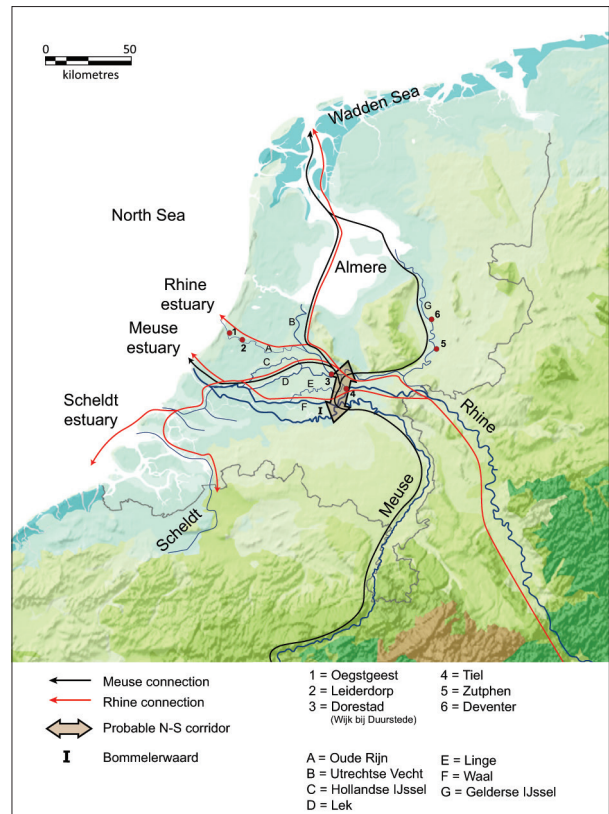 0 50
kilometres
Wadden Sea
North Sea
Almere
Rhine
estuary
Meuse
estuary
Scheldt
estuary
Scheldt
Meuse
Rhine
B
G
6
5
1
2
A
C
D
3
E
4
F
I
Meuse connection
Rhine connection
Probable N-S corridor
I Bommelerwaard
1 = Oegstgeest
2 = Leiderdorp
3 = Dorestad
(Wijk bij Duurstede)
4 = Tiel
5 = Zutphen
6 = Deventer
A = Oude Rijn
B = Utrechtse Vecht
C = Hollandse IJssel
D = Lek
E = Linge
F = Waal
G = Gelderse IJssel